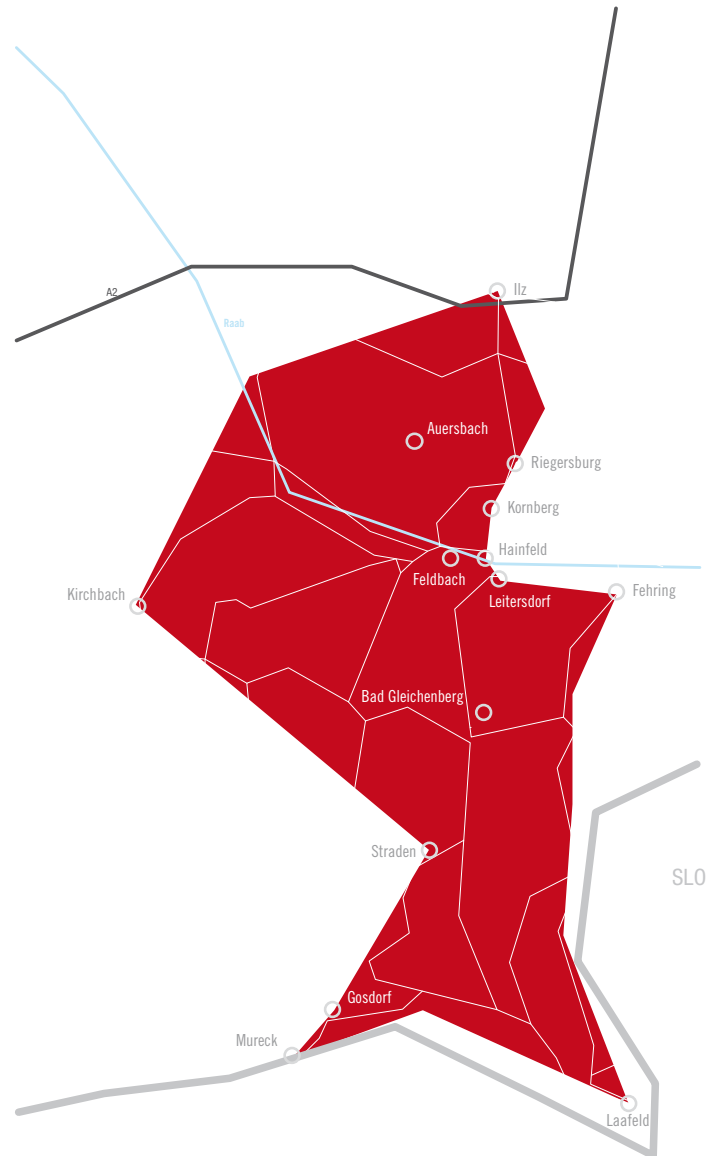 Ilz
A2
Raab
Auersbach
Riegersburg
Kornberg
Hainfeld
Feldbach
Kirchbach
Leitersdorf
Fehring
Bad Gleichenberg
Straden
SLO
Gosdorf
Mureck
Laafeld